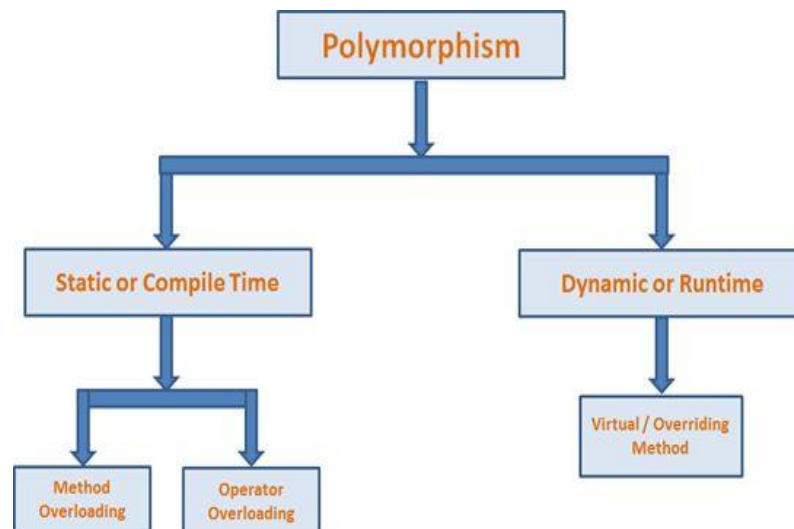 Polymorphism
Static or Compile Time
Dynamic or Runtime
Virtual / Overriding
Method
Method
Overloading
Operator
Overloading